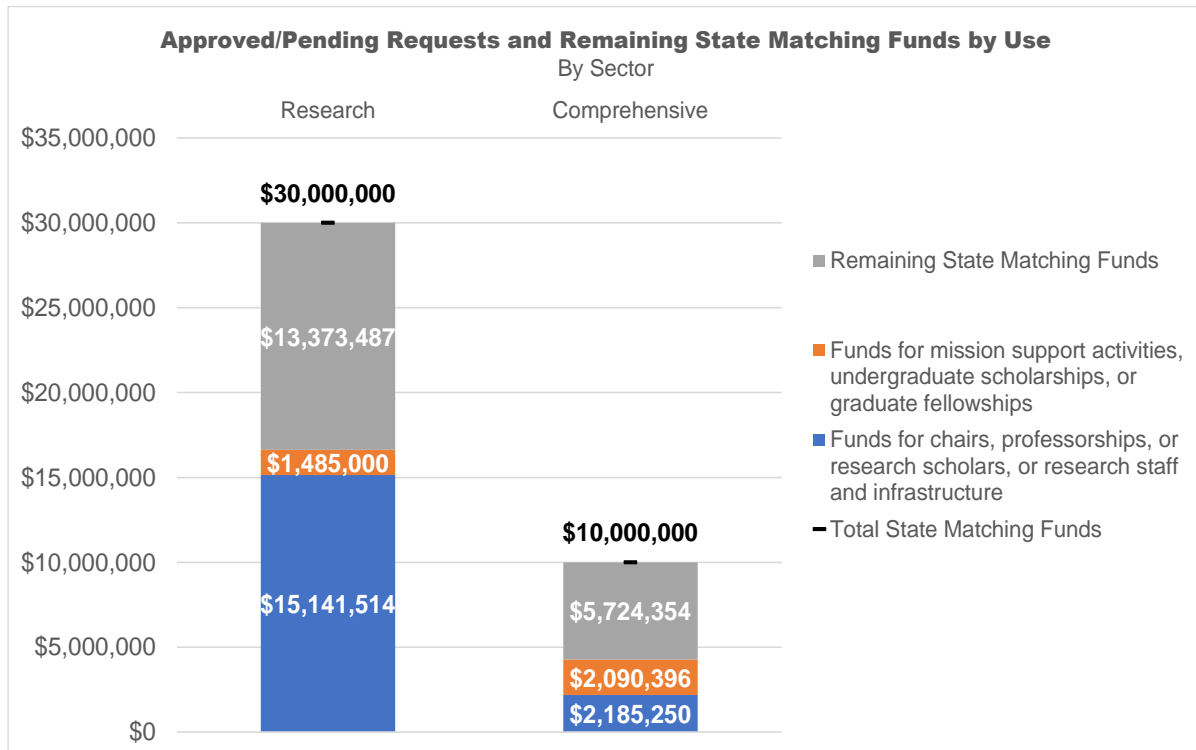 Approved/Pending Requests and Remaining State Matching Funds by Use
By Sector
Research
Comprehensive
$35,000,000
$30,000,000
$25,000,000
$20,000,000
$15,000,000
$10,000,000
$5,000,000
$0
$30,000,000
$13,373,487
$1,485,000
$15,141,514
$10,000,000
$5,724,354
$2,090,396
$2,185,250
Remaining State Matching Funds
Funds for mission support activities,
undergraduate scholarships, or
graduate fellowships
Funds for chairs, professorships, or
research scholars, or research staff
and infrastructure
Total State Matching Funds